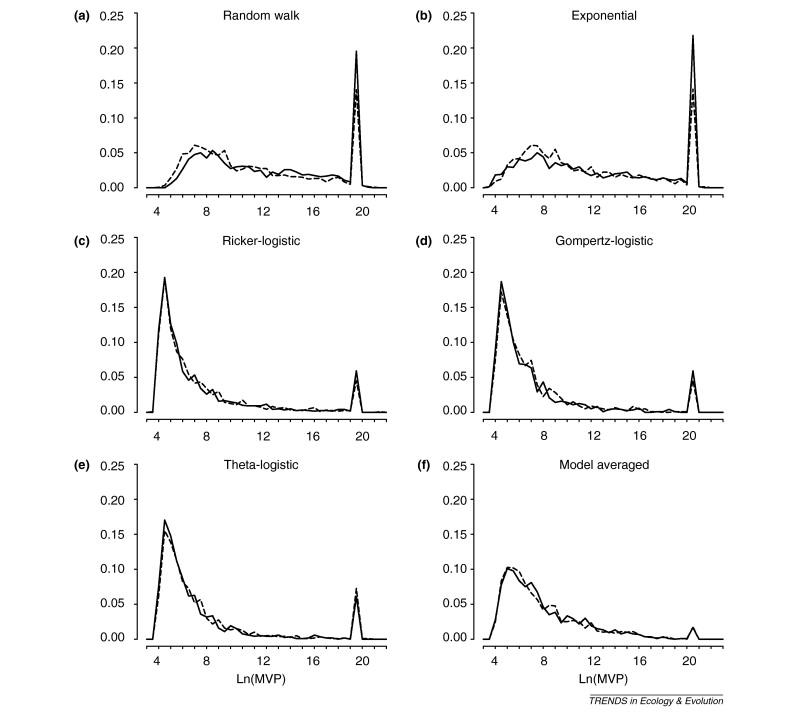 (a) 0.25 Random walk (b) 0.25 Exponential
0.20 0.20
0.15 0.15
0.10 0.10
0.05 0.05
0.00 0.00
4 8 12 16 20 4 8 12 16 20
(c) 0.25 Ricker-logistic (d) 0.25 Gompertz-logistic
0.20 0.20
0.15 0.15
0.10 0.10
0.05 0.05
0.00 0.00
4 8 12 16 20 4 8 12 16 20
(e) 0.25 Theta-logistic (f) 0.25 Model averaged
0.20 0.20
0.15 0.15
0.10 0.10
0.05 0.05
0.00 0.00
4 8 12 16 20 4 8 12 16 20
Ln(MVP) Ln(MVP)
TRENDS in Ecology & Evolution